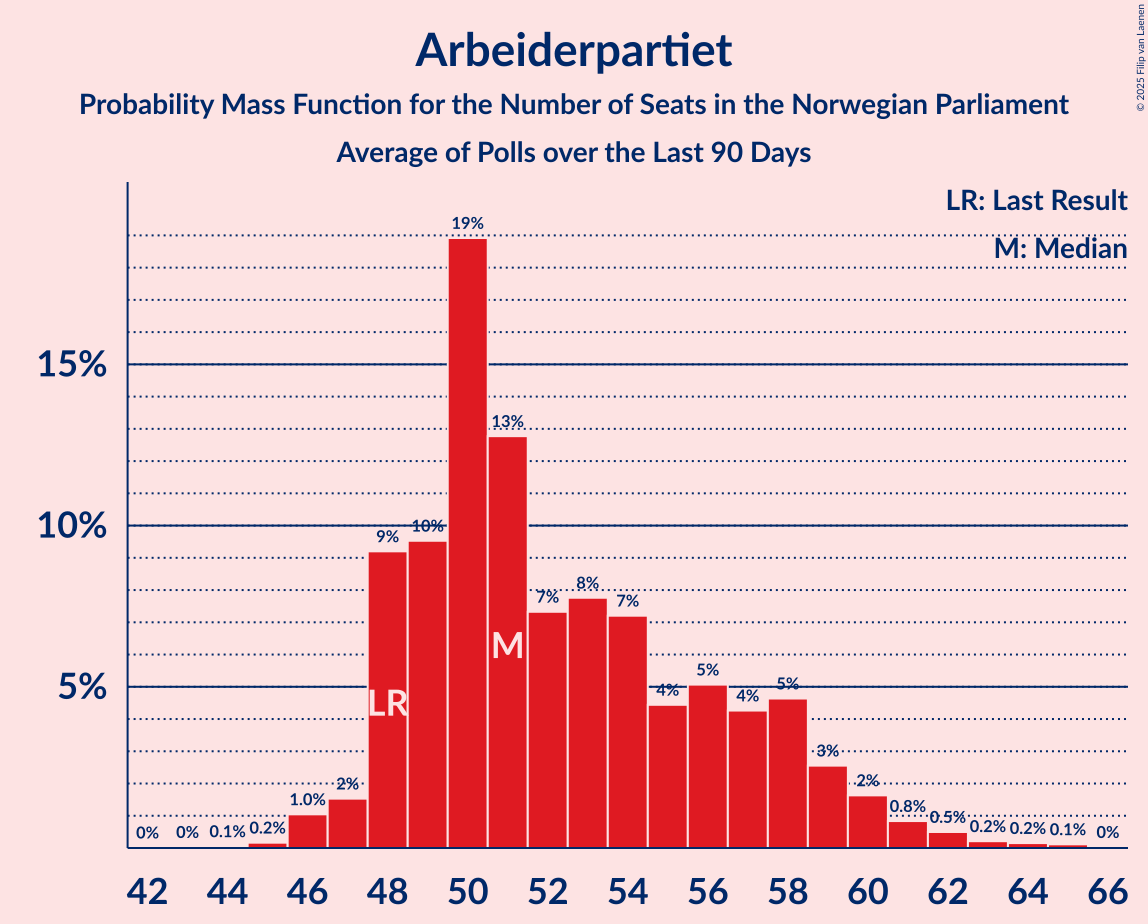 Arbeiderpartiet
Probability Mass Function for the Number of Seats in the Norwegian Parliament
Average of Polls over the Last 90 Days
© 2025 Filip van Laenen
LR: Last Result
M: Median
15%
10%
5%
0% 0% 0.1% 0.2% 1.0% 2% 9% 10% 19% 13% 7% 8% 7% 4% 5% 4% 5% 3% 2% 0.8% 0.5% 0.2% 0.2% 0.1% 0%
LR
M
42 44 46 48 50 52 54 56 58 60 62 64 66